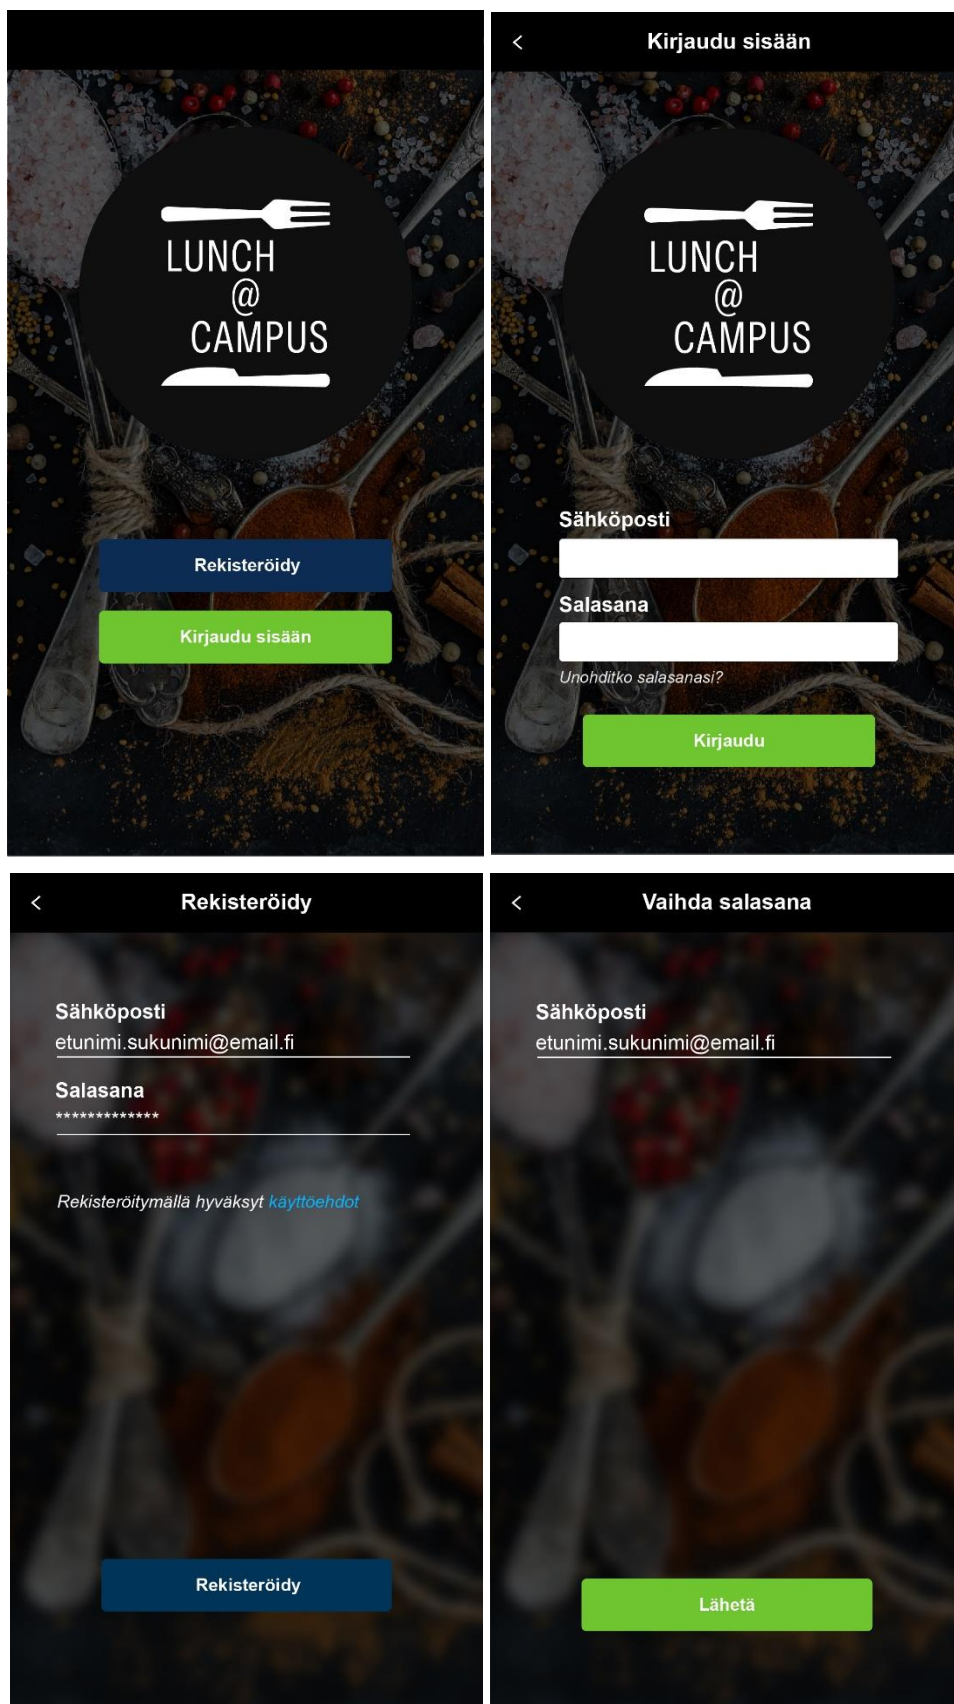 LUNCH
@
CAMPUS
Rekisteröidy
Kirjaudu sisään
<
Kirjaudu sisään
LUNCH
@
CAMPUS
Sähköposti
Salasana
Unohditko salasanasi?
Kirjaudu
<
Rekisteröidy
Sähköposti
etunimi.sukunimi@email.fi
Salasana
*************
Rekisteröitymällä hyväksyt käyttöehdot
Rekisteröidy
<
Vaihda salasana
Sähköposti
etunimi.sukunimi@email.fi
Lähetä